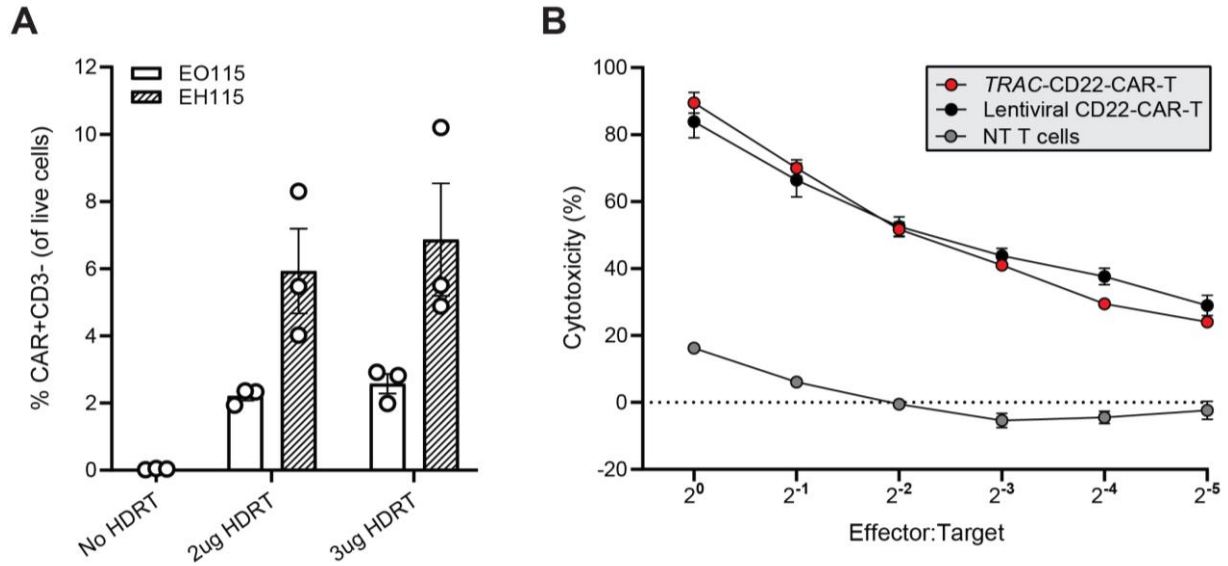 A
B
% CAR+CD3- (of live cells)
12
10
8
6
4
2
0
EO115
EH115
No HDRT
2ug HDRT
3ug HDRT
Cytotoxicity (%)
100
80
60
40
20
0
-20
TRAC-CD22-CAR-T
Lentiviral CD22-CAR-T
NT T cells
2⁰ 2⁻¹ 2⁻² 2⁻³ 2⁻⁴ 2⁻⁵
Effector:Target